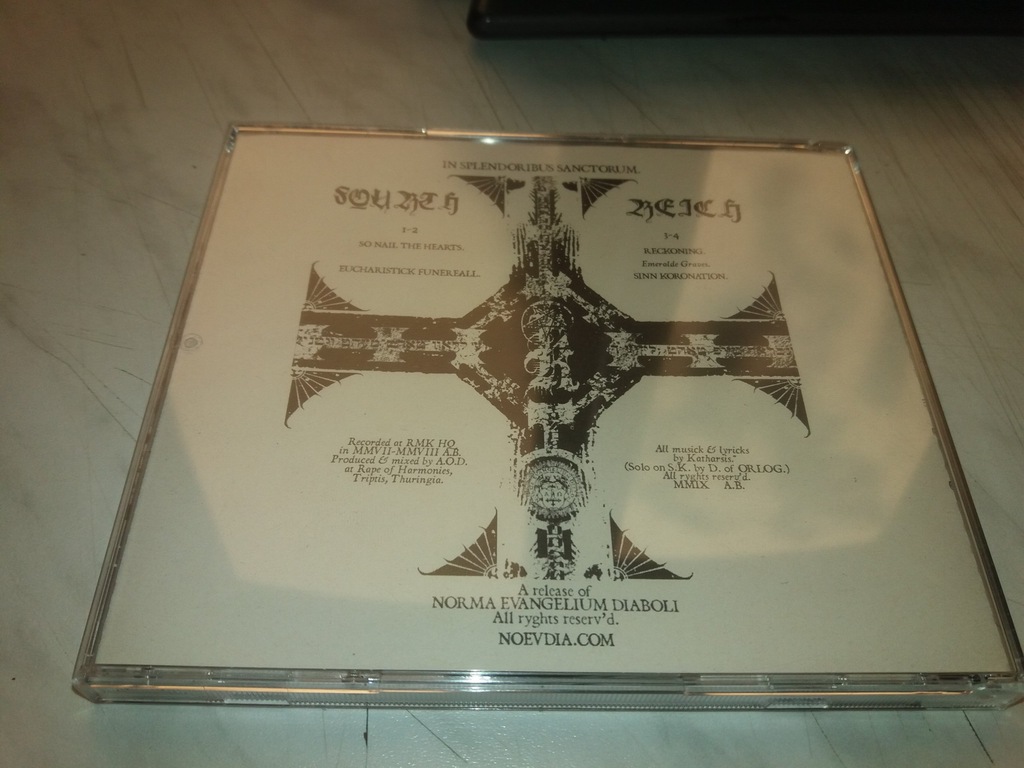 IN SPLENDORIBUS SANCTORUM.
FOURTH
REICH
1-2
SO NAIL THE HEARTS.
EUCHARISTICK FUNEREALL.
3-4
RECKONING.
Emeralde Graves.
SINN KORONATION.
Recorded at RMK HQ
in MMVII-MMVIII A.B.
Produced & mixed by A.O.D.
at Rape of Harmonies,
Triptis, Thuringia.
All musick & lyricks
by Katharsis.
(Solo on S.K. by D. of ORLOG.)
All ryghts reserv'd.
MMIX A.B.
A release of
NORMA EVANGELIUM DIABOLI
All ryghts reserv'd.
NOEVDIA.COM